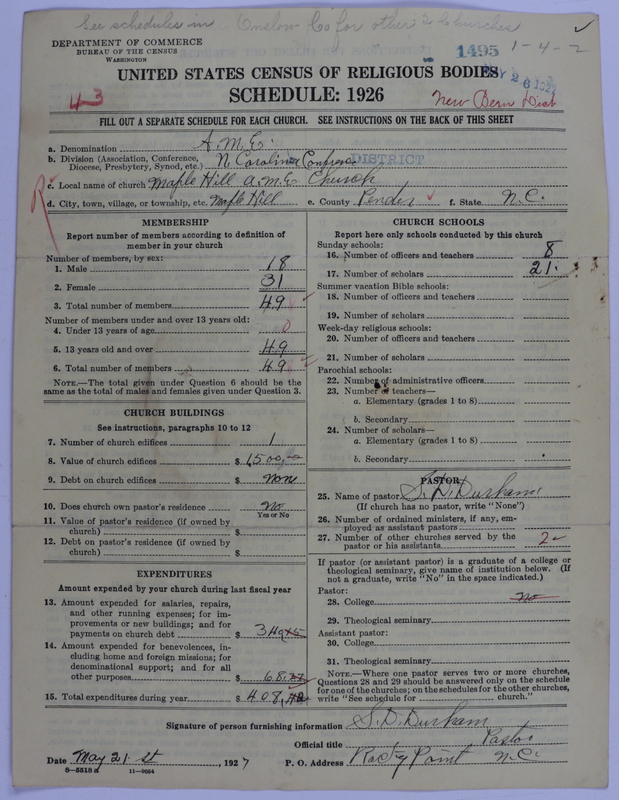 See schedules in Onslow Co for other 2 churches
DEPARTMENT OF COMMERCE
BUREAU OF THE CENSUS
WASHINGTON
1495
1-4-2
MAY 26 1927
UNITED STATES CENSUS OF RELIGIOUS BODIES
SCHEDULE: 1926
43
New Bern Dist
FILL OUT A SEPARATE SCHEDULE FOR EACH CHURCH. SEE INSTRUCTIONS ON THE BACK OF THIS SHEET
a. Denomination A.M.E.
b. Division (Association, Conference, Diocese, Presbytery, Synod, etc.) N. Carolina Conference DISTRICT
c. Local name of church Maple Hill A.M.E Church
d. City, town, village, or township, etc. Maple Hill e. County Pender f. State N.C.
MEMBERSHIP
Report number of members according to definition of
member in your church
Number of members, by sex:
1. Male 18
2. Female 31
3. Total number of members 49
Number of members under and over 13 years old:
4. Under 13 years of age 0
5. 13 years old and over 49
6. Total number of members 49
NOTE.—The total given under Question 6 should be
same as the total of males and females given under Question 3.
CHURCH BUILDINGS
See instructions, paragraphs 10 to 12
7. Number of church edifices 1
8. Value of church edifices $ 1,500.00
9. Debt on church edifices $ none
10. Does church own pastor's residence no
Yes or No
11. Value of pastor's residence (if owned by
church) $
12. Debt on pastor's residence (if owned by
church) $
EXPENDITURES
Amount expended by your church during last fiscal year
13. Amount expended for salaries, repairs,
and other running expenses; for im-
provements or new buildings; and for
payments on church debt $ 340
14. Amount expended for benevolences, in-
cluding home and foreign missions; for
denominational support; and for all
other purposes $ 68
15. Total expenditures during year $ 408
CHURCH SCHOOLS
Report here only schools conducted by this church
Sunday schools:
16. Number of officers and teachers 8
17. Number of scholars 21
Summer vacation Bible schools:
18. Number of officers and teachers
19. Number of scholars
Week-day religious schools:
20. Number of officers and teachers
21. Number of scholars
Parochial schools:
22. Number of administrative officers
23. Number of teachers—
a. Elementary (grades 1 to 8)
b. Secondary
24. Number of scholars—
a. Elementary (grades 1 to 8)
b. Secondary
PASTOR
25. Name of pastor S. D. Durham
(If church has no pastor, write "None")
26. Number of ordained ministers, if any, em-
ployed as assistant pastors
27. Number of other churches served by the
pastor or his assistants 2
If pastor (or assistant pastor) is a graduate of a college or
theological seminary, give name of institution below. (If
not a graduate, write "No" in the space indicated.)
Pastor:
28. College no
29. Theological seminary
Assistant pastor:
30. College
31. Theological seminary
NOTE.—Where one pastor serves two or more churches,
Questions 28 and 29 should be answered only on the schedule
for one of the churches; on the schedules for the other churches,
write "See schedule for church."
Signature of person furnishing information S. D. Durham
Official title Pastor
Date May 21 st, 1927 P. O. Address Rocky Point N.C.
8-5518a 11-9664